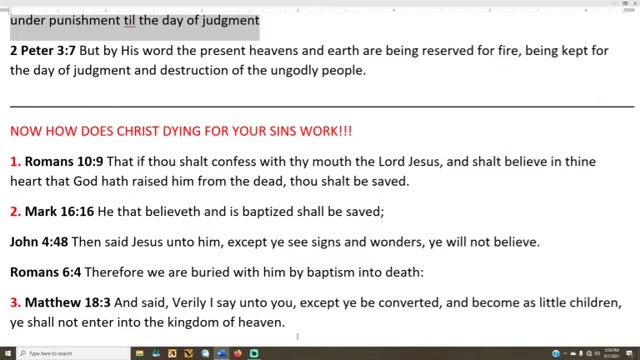 under punishment til the day of judgment
2 Peter 3:7 But by His word the present heavens and earth are being reserved for fire, being kept for
the day of judgment and destruction of the ungodly people.
NOW HOW DOES CHRIST DYING FOR YOUR SINS WORK!!!
1. Romans 10:9 That if thou shalt confess with thy mouth the Lord Jesus, and shalt believe in thine
heart that God hath raised him from the dead, thou shalt be saved.
2. Mark 16:16 He that believeth and is baptized shall be saved;
John 4:48 Then said Jesus unto him, except ye see signs and wonders, ye will not believe.
Romans 6:4 Therefore we are buried with him by baptism into death:
3. Matthew 18:3 And said, Verily I say unto you, except ye be converted, and become as little children,
ye shall not enter into the kingdom of heaven.
Type here to search